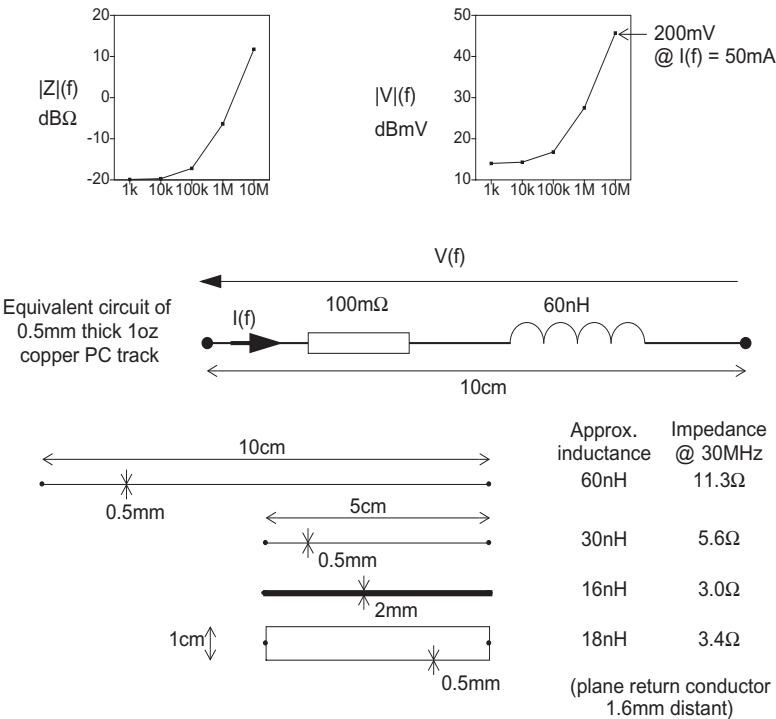 20
10
0
-10
-20
|Z|(f)
dBΩ
1k 10k 100k 1M 10M
50
40
30
20
10
|V|(f)
dBmV
1k 10k 100k 1M 10M
200mV
@ I(f) = 50mA
V(f)
Equivalent circuit of
0.5mm thick 1oz
copper PC track
I(f)
100mΩ
60nH
10cm
Approx. Impedance
inductance @ 30MHz
10cm
60nH 11.3Ω
0.5mm
5cm
30nH 5.6Ω
0.5mm
16nH 3.0Ω
2mm
1cm
18nH 3.4Ω
0.5mm
(plane return conductor
1.6mm distant)